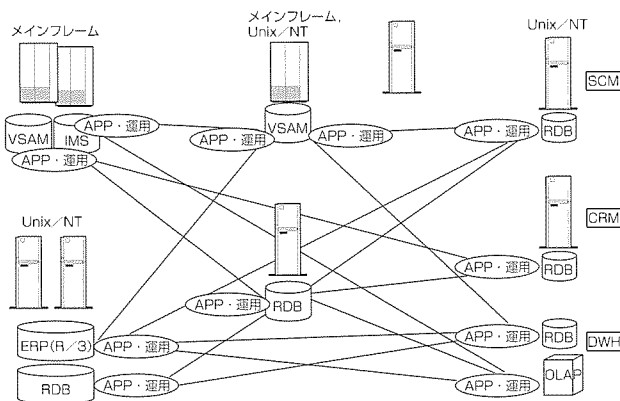 メインフレーム
メインフレーム,
Unix／NT
Unix／NT
SCM
VSAM
IMS
APP・運用
APP・運用
APP・運用
VSAM
APP・運用
APP・運用
RDB
Unix／NT
CRM
APP・運用
RDB
APP・運用
RDB
ERP(R／3)
APP・運用
APP・運用
RDB
DWH
RDB
APP・運用
APP・運用
OLAP